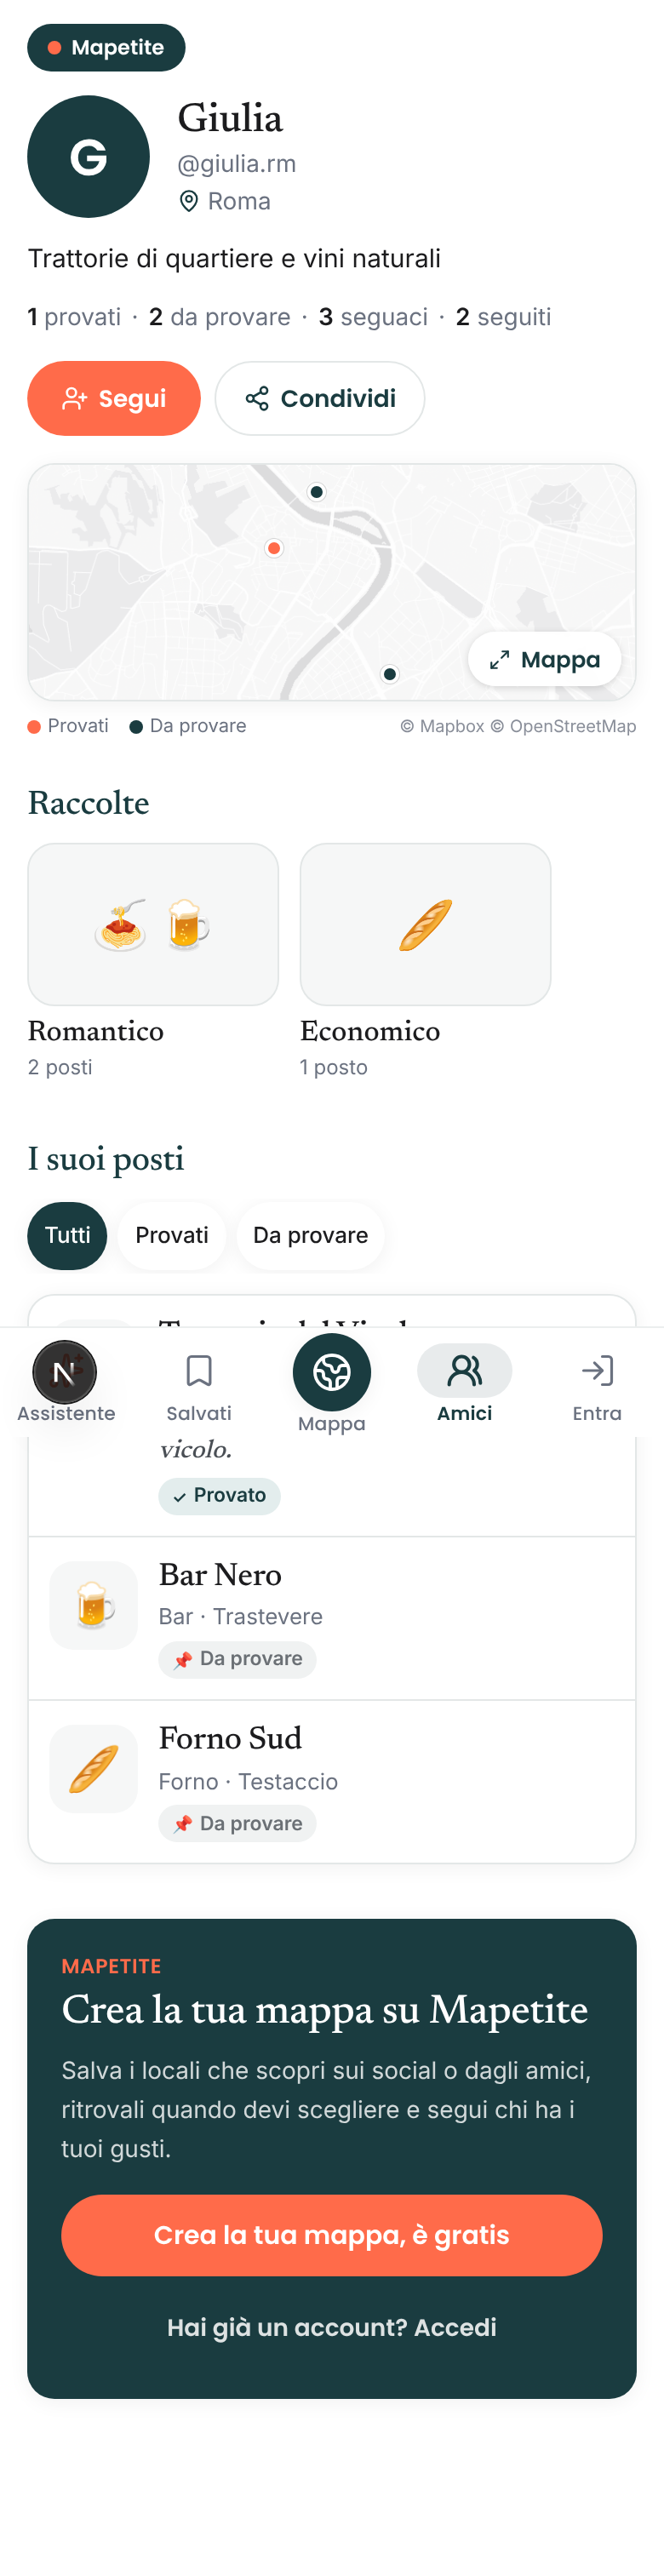 Mapetite
G
Giulia
@giulia.rm
Roma
Trattorie di quartiere e vini naturali
1 provati · 2 da provare · 3 seguaci · 2 seguiti
Segui
Condividi
Mappa
Provati
Da provare
© Mapbox © OpenStreetMap
Raccolte
Romantico
2 posti
Economico
1 posto
I suoi posti
Tutti
Provati
Da provare
N
Assistente
Salvati
Mappa
Amici
Entra
vicolo.
Provato
Bar Nero
Bar · Trastevere
Da provare
Forno Sud
Forno · Testaccio
Da provare
MAPETITE
Crea la tua mappa su Mapetite
Salva i locali che scopri sui social o dagli amici,
ritrovali quando devi scegliere e segui chi ha i
tuoi gusti.
Crea la tua mappa, è gratis
Hai già un account? Accedi